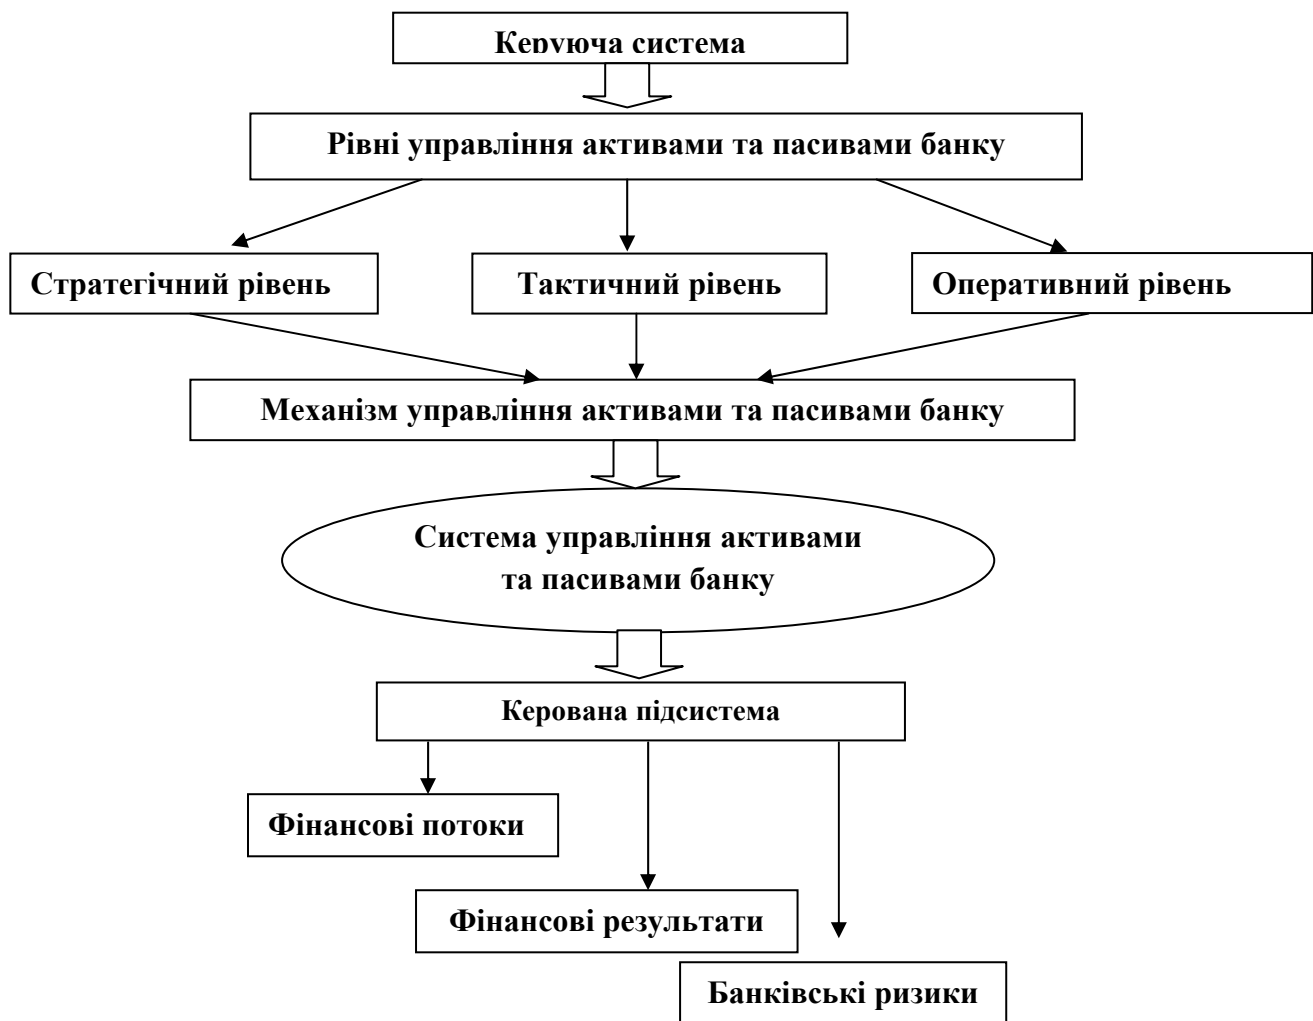 Керуюча система
Рівні управління активами та пасивами банку
Стратегічний рівень
Тактичний рівень
Оперативний рівень
Механізм управління активами та пасивами банку
Система управління активами
та пасивами банку
Керована підсистема
Фінансові потоки
Фінансові результати
Банківські ризики